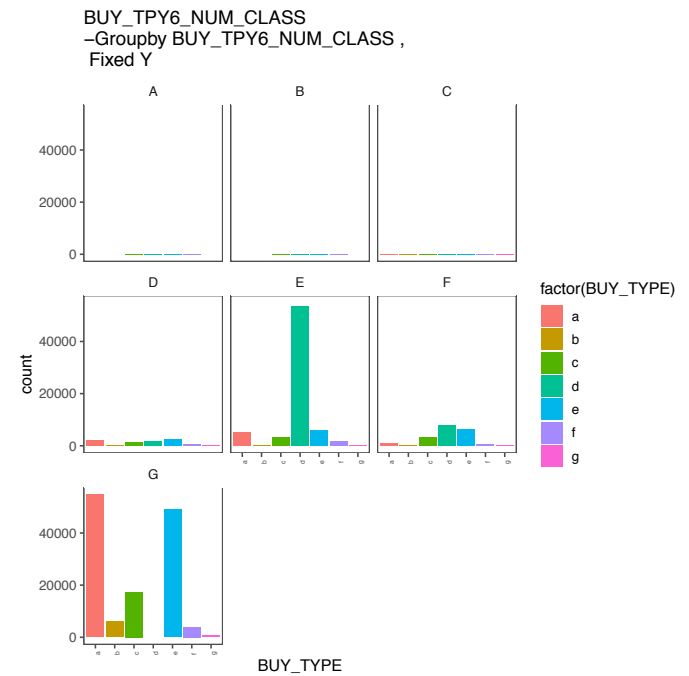 BUY_TPY6_NUM_CLASS
−Groupby BUY_TPY6_NUM_CLASS ,
Fixed Y
A B C
40000
20000
0
D E F
40000
20000
0
a b c d e f g a b c d e f g
G
40000
20000
0
a b c d e f g
count
BUY_TYPE
factor(BUY_TYPE)
a
b
c
d
e
f
g